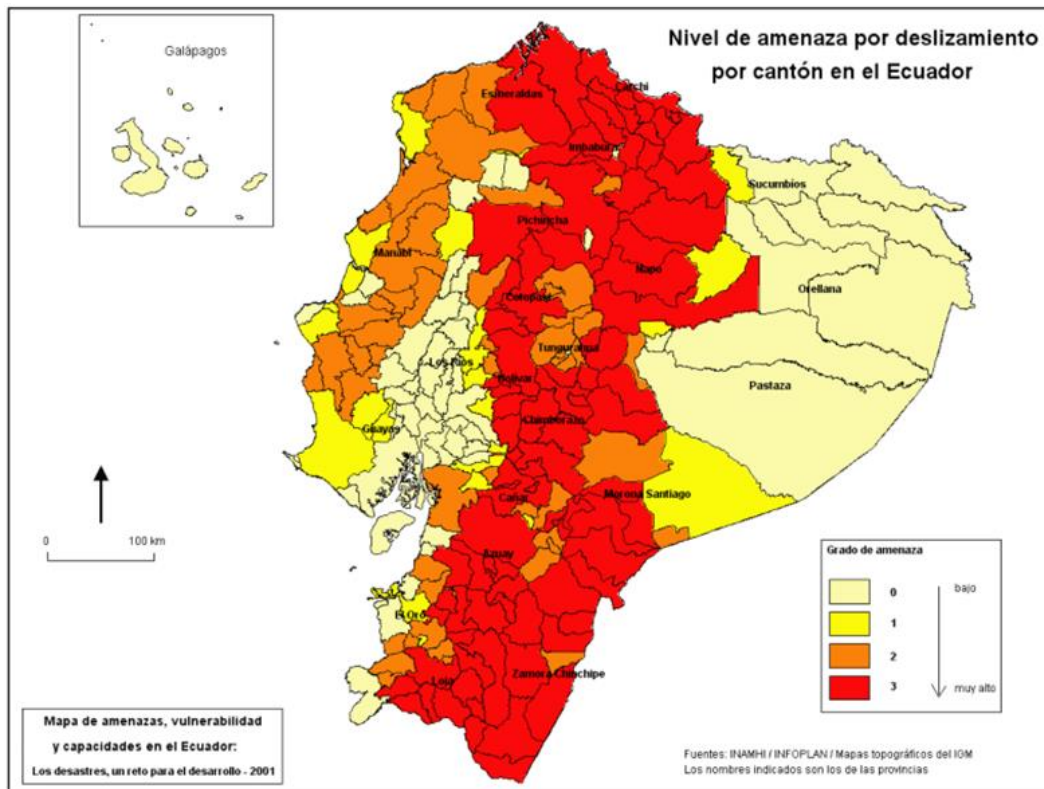 Nivel de amenaza por deslizamiento
por cantón en el Ecuador
Galápagos
Esmeraldas
Carchi
Imbabura
Sucumbíos
Pichincha
Manabí
Napo
Orellana
Cotopaxi
Tungurahua
Los Ríos
Bolívar
Pastaza
Guayas
Chimborazo
Cañar
Morona Santiago
Azuay
El Oro
Loja
Zamora Chinchipe
0 100 km
Grado de amenaza
0 bajo
1
2
3 muy alto
Mapa de amenazas, vulnerabilidad
y capacidades en el Ecuador:
Los desastres, un reto para el desarrollo - 2001
Fuentes: INAMHI / INFOPLAN / Mapas topográficos del IGM
Los nombres indicados son los de las provincias